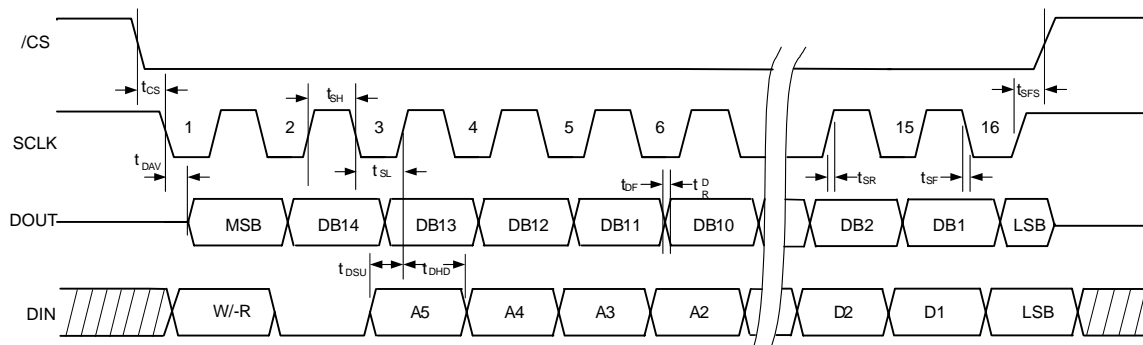 /CS
tCS
tSH
tSFS
SCLK
1
2
3
4
5
6
15
16
tDAV
tSL
tDF
tDR
tSR
tSF
DOUT
MSB
DB14
DB13
DB12
DB11
DB10
DB2
DB1
LSB
tDSU
tDHD
DIN
W/-R
A5
A4
A3
A2
D2
D1
LSB